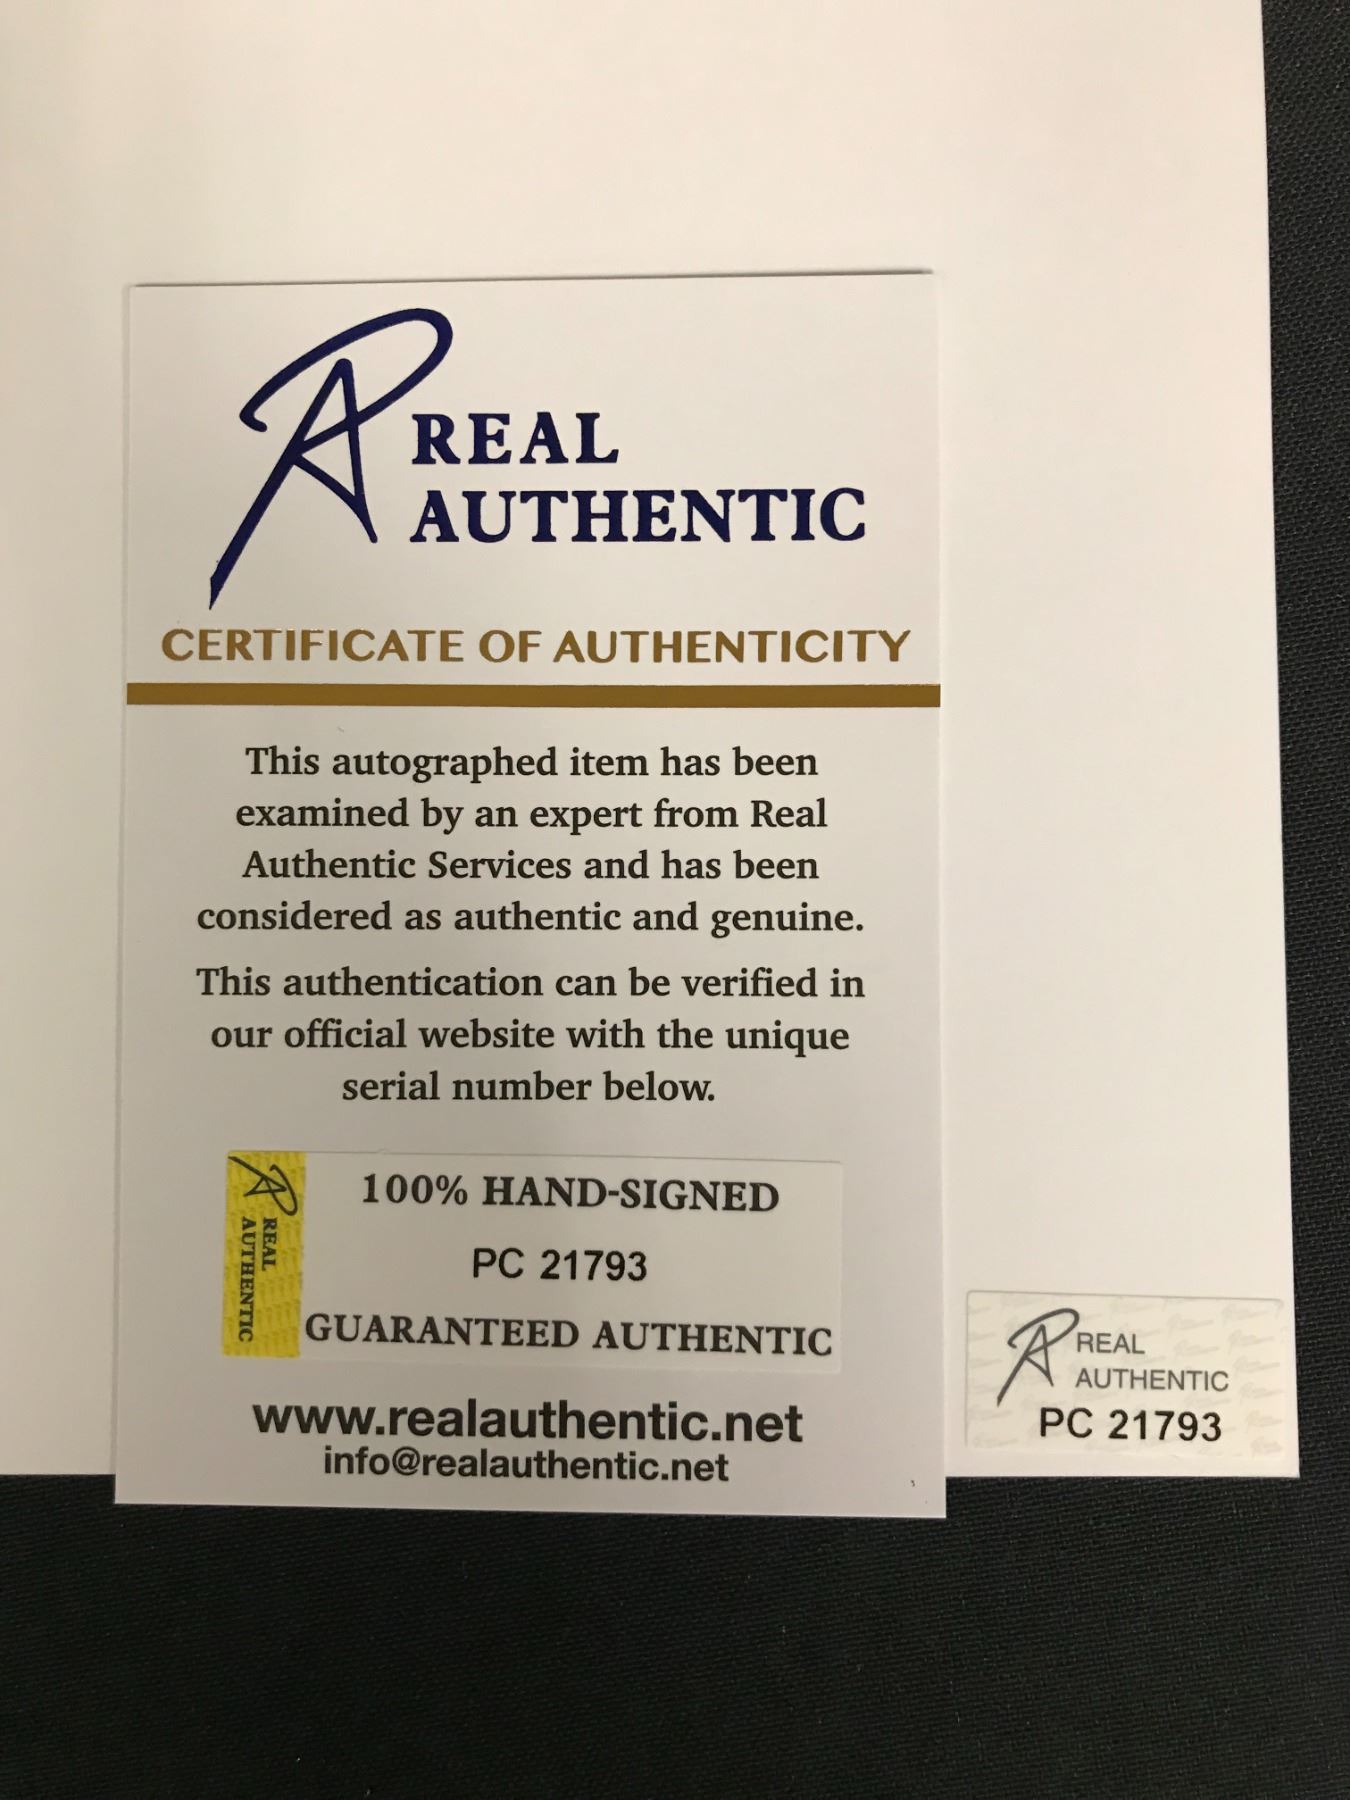 REAL
AUTHENTIC
CERTIFICATE OF AUTHENTICITY
This autographed item has been
examined by an expert from Real
Authentic Services and has been
considered as authentic and genuine.
This authentication can be verified in
our official website with the unique
serial number below.
REAL
AUTHENTIC
100% HAND-SIGNED
PC 21793
GUARANTEED AUTHENTIC
www.realauthentic.net
info@realauthentic.net
REAL
AUTHENTIC
PC 21793